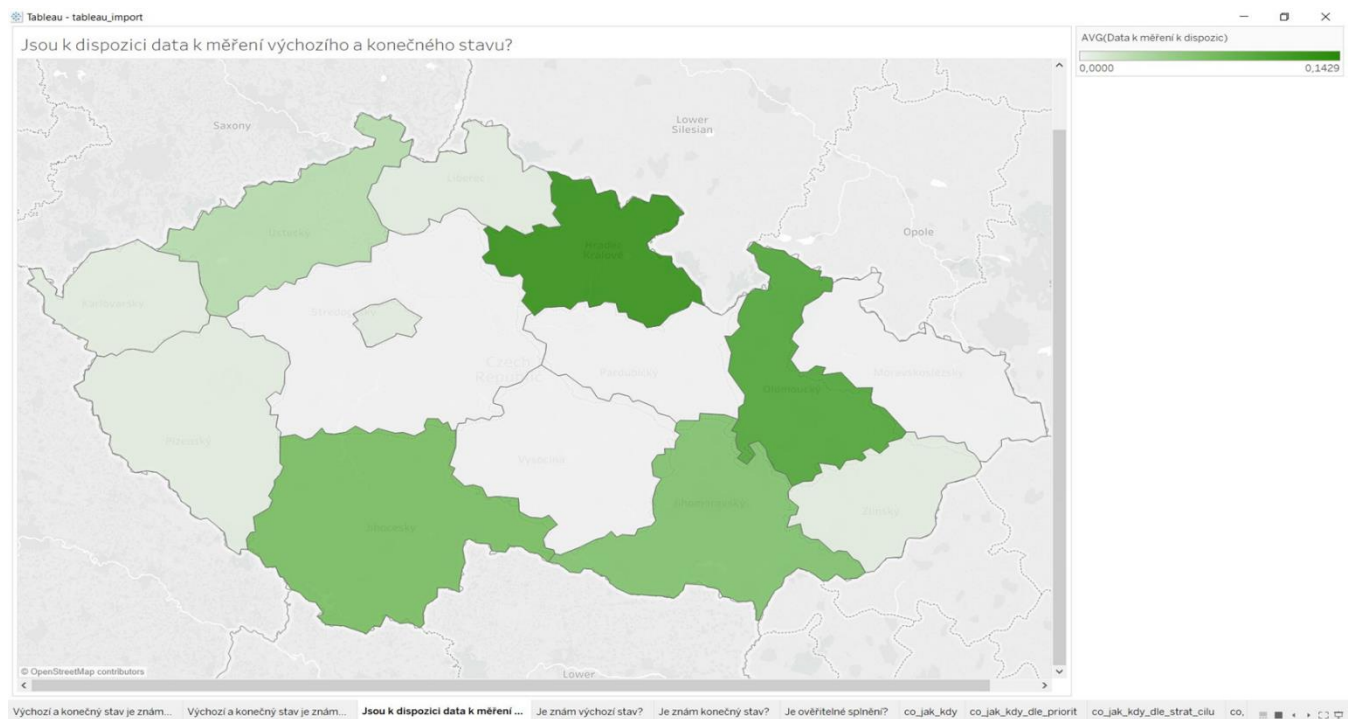 Tableau - tableau_import
Jsou k dispozici data k měření výchozího a konečného stavu?
AVG(Data k měření k dispozic)
0,0000 0,1429
Saxony
Lower
Silesian
Liberec
Ústecký
Opole
Hradec
Králové
Karlovarský
Středočeský
Czech
Republic
Pardubický
Moravskoslezský
Olomoucký
Plzeňský
Vysočina
Jihomoravský
Zlínský
Jihočeský
© OpenStreetMap contributors
Lower
Výchozí a konečný stav je znám... Výchozí a konečný stav je znám... Jsou k dispozici data k měření ... Je znám výchozí stav? Je znám konečný stav? Je ověřitelné splnění? co_jak_kdy co_jak_kdy_dle_priorit co_jak_kdy_dle_strat_cilu co,